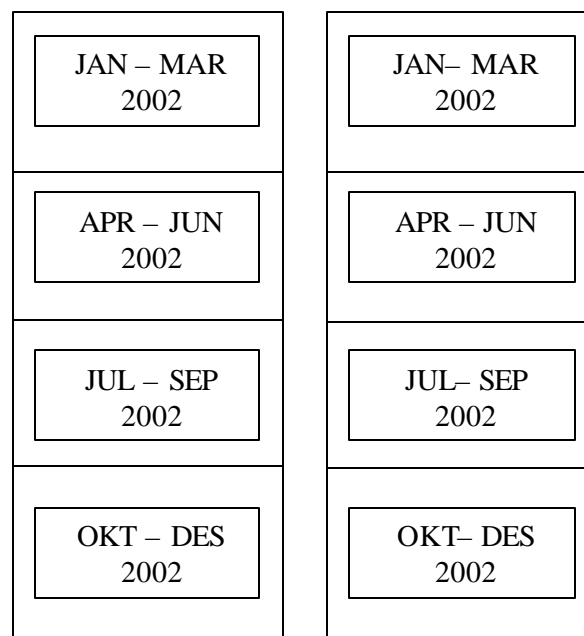 JAN – MAR
2002
APR – JUN
2002
JUL – SEP
2002
OKT – DES
2002
JAN– MAR
2002
APR – JUN
2002
JUL– SEP
2002
OKT– DES
2002